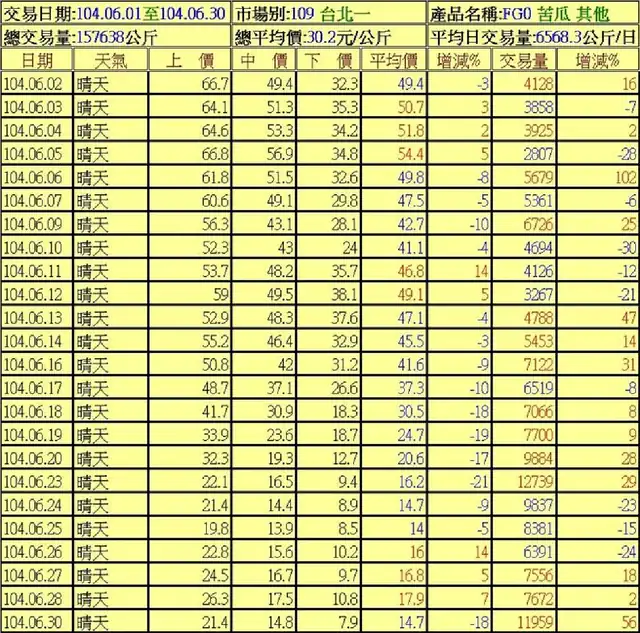 交易日期:104.06.01至104.06.30 市場別:109 台北一 產品名稱:FG0 苦瓜 其他
總交易量:157638公斤 總平均價:30.2元/公斤 平均日交易量:6568.3公斤/日
日期 天氣 上 價 中 價 下 價 平均價 增減% 交易量 增減%
104.06.02 晴天 66.7 49.4 32.3 49.4 -3 4128 16
104.06.03 晴天 64.1 51.3 35.3 50.7 3 3858 -7
104.06.04 晴天 64.6 53.3 34.2 51.8 2 3925 2
104.06.05 晴天 66.8 56.9 34.8 54.4 5 2807 -28
104.06.06 晴天 61.8 51.5 32.6 49.8 -8 5679 102
104.06.07 晴天 60.6 49.1 29.8 47.5 -5 5361 -6
104.06.09 晴天 56.3 43.1 28.1 42.7 -10 6726 25
104.06.10 晴天 52.3 43 24 41.1 -4 4694 -30
104.06.11 晴天 53.7 48.2 35.7 46.8 14 4126 -12
104.06.12 晴天 59 49.5 38.1 49.1 5 3267 -21
104.06.13 晴天 52.9 48.3 37.6 47.1 -4 4788 47
104.06.14 晴天 55.2 46.4 32.9 45.5 -3 5453 14
104.06.16 晴天 50.8 42 31.2 41.6 -9 7122 31
104.06.17 晴天 48.7 37.1 26.6 37.3 -10 6519 -8
104.06.18 晴天 41.7 30.9 18.3 30.5 -18 7066 8
104.06.19 晴天 33.9 23.6 18.7 24.7 -19 7700 9
104.06.20 晴天 32.3 19.3 12.7 20.6 -17 9884 28
104.06.23 晴天 22.1 16.5 9.4 16.2 -21 12739 29
104.06.24 晴天 21.4 14.4 8.9 14.7 -9 9837 -23
104.06.25 晴天 19.8 13.9 8.5 14 -5 8381 -15
104.06.26 晴天 22.8 15.6 10.2 16 14 6391 -24
104.06.27 晴天 24.5 16.7 9.7 16.8 5 7556 18
104.06.28 晴天 26.3 17.5 10.8 17.9 7 7672 2
104.06.30 晴天 21.4 14.8 7.9 14.7 -18 11959 56